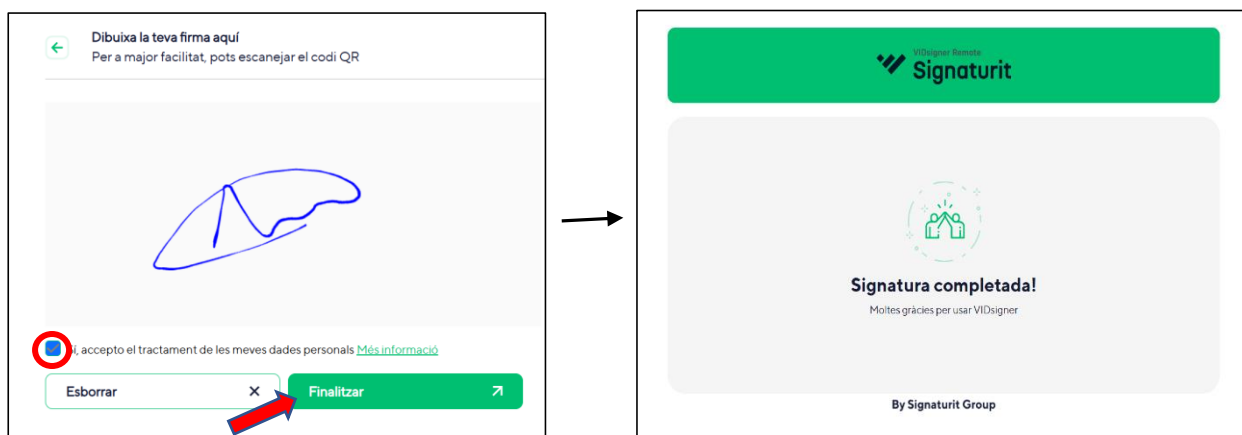 Dibuixa la teva firma aquí
Per a major facilitat, pots escanejar el codi QR
Sí, accepto el tractament de les meves dades personals Més informació
Esborrar
Finalitzar
VIDsigner Remote
Signaturit
Signatura completada!
Moltes gràcies per usar VIDsigner
By Signaturit Group